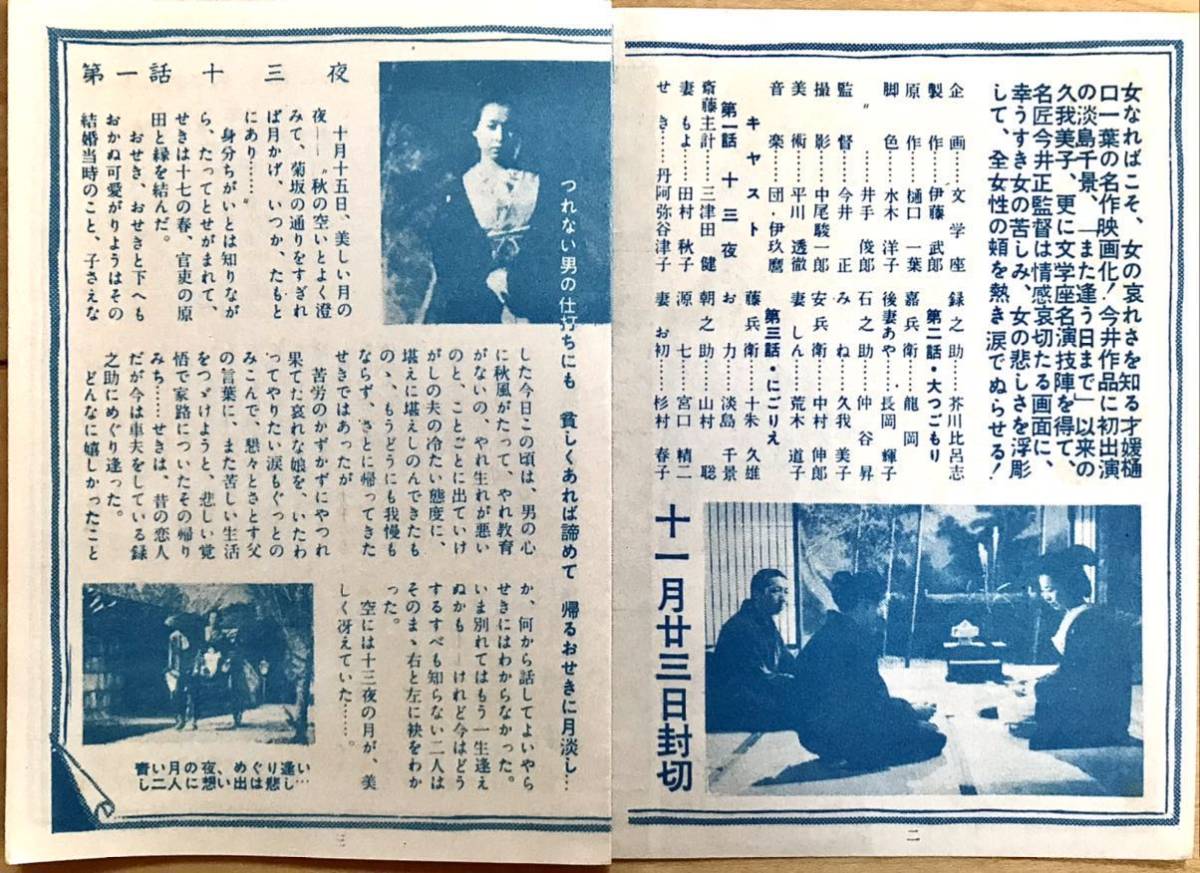 女なればこそ、女の哀れさを知る才媛樋
口一葉の名作映画化！今井作品に初出演
の淡島千景、「また逢う日まで」以来の
久我美子、更に文学座名演技陣を得て、
名匠今井正監督は情感哀切たる画面に、
幸うすき女の苦しみ、女の悲しさを浮彫
して、全女性の頬を熱き涙でぬらせる！
企画……文学座
製作……伊藤武郎
原作……樋口一葉
脚色……水木洋子
〃……井手俊郎
監督……今井正
撮影……中尾駿一郎
美術……平川透徹
音楽……団・伊玖麿
キャスト
第一話 十三夜
斎藤主計……三津田健
妻もよ……田村秋子
せき……丹阿弥谷津子
録之助……芥川比呂志
第二話・大つごもり
嘉兵衛……龍岡晋
後妻あや……長岡輝子
石之助……仲谷昇
みね……久我美子
安兵衛……中村伸郎
妻しん……荒木道子
第三話・にごりえ
藤兵衛……十朱久雄
お力……淡島千景
朝之助……山村聡
源七……宮口精二
妻お初……杉村春子
十一月廿三日封切
二
つれない男の仕打ちにも 貧しくあれば諦めて 帰るおせきに月淡し…
第一話十三夜
十月十五日、美しい月の
夜――〝秋の空いとよく澄
みて、菊坂の通りをすぎれ
ば月かげ、いつか、たもと
にあり……〟
身分ちがいとは知りなが
ら、たってとせがまれて、
せきは十七の春、官吏の原
田と縁を結んだ。
おせき、おせきと下へも
おかぬ可愛がりようはその
結婚当時のこと、子さえな
した今日この頃は、男の心
に秋風がたって、やれ教育
がないの、やれ生れが悪い
のと、ことごとに出ていけ
がしの夫の冷たい態度に、
堪えに堪えしのんできたも
のゝ、もうどうにも我慢も
ならず、さとに帰ってきた
せきではあったが
苦労のかずかずにやつれ
果てた哀れな娘を、いたわ
ってやりたい涙もぐっとの
みこんで、懇々とさとす父
の言葉に、また苦しい生活
をつゞけようと、悲しい覚
悟で家路についたその帰り
みち――せきは、昔の恋人
だが今は車夫をしている録
之助にめぐり逢った。
どんなに嬉しかったこと
か、何から話してよいやら
せきにはわからなかった。
いま別れてはもう一生逢え
ぬかも――けれど今はどう
するすべも知らない二人は
そのまゝ右と左に袂をわか
った。
空には十三夜の月が、美
しく冴えていた……。
青い月の夜、めぐり逢い…
し二人に想い出は悲し…
三